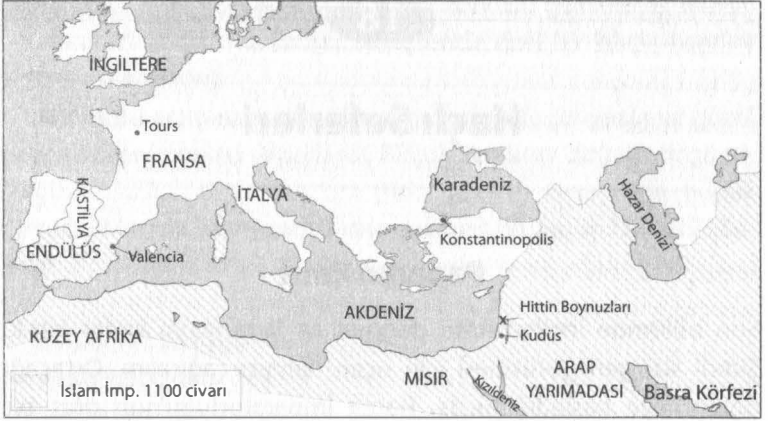 İNGİLTERE
Tours
FRANSA
KASTİLYA
İTALYA
Karadeniz
Hazar Denizi
ENDÜLÜS
Valencia
Konstantinopolis
AKDENİZ
Hittin Boynuzları
KUZEY AFRİKA
Kudüs
MISIR
Kızıldeniz
ARAP
YARIMADASI
Basra Körfezi
İslam İmp. 1100 civarı